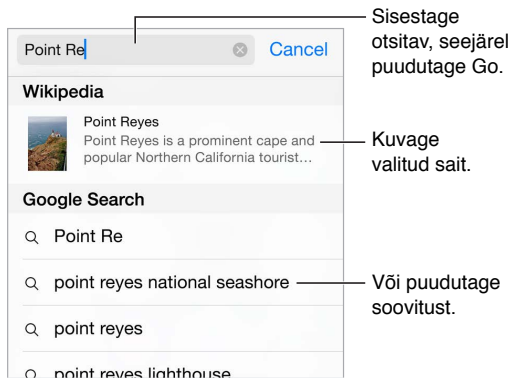 Point Re
Cancel
Sisestage
otsitav, seejärel
puudutage Go.
Wikipedia
Point Reyes
Point Reyes is a prominent cape and
popular Northern California tourist…
Kuvage
valitud sait.
Google Search
Point Re
point reyes national seashore
Või puudutage
soovitust.
point reyes
point reyes lighthouse